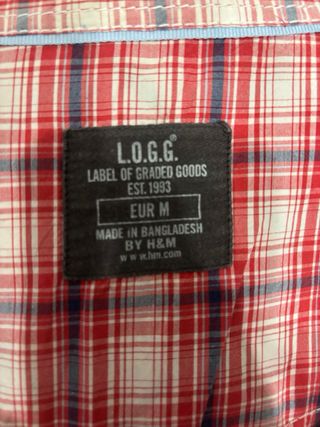 L.O.G.G.®
LABEL OF GRADED GOODS
EST. 1993
EUR M
MADE IN BANGLADESH
BY H&M
www.hm.com